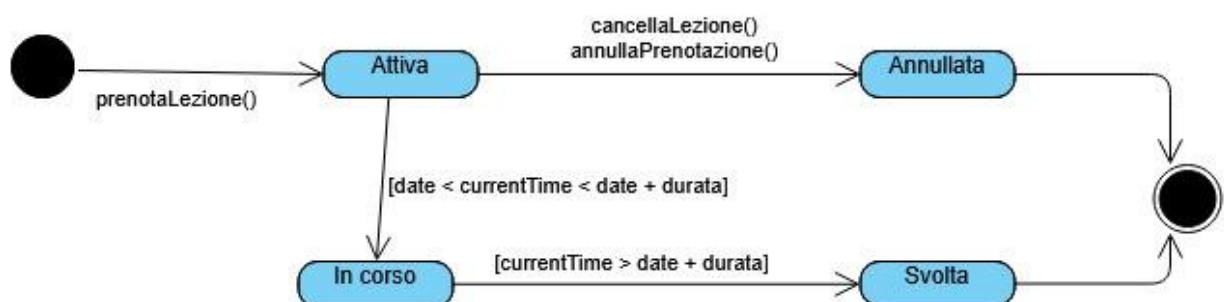 cancellaLezione()
annullaPrenotazione()
Attiva
Annullata
prenotaLezione()
[date < currentTime < date + durata]
In corso
[currentTime > date + durata]
Svolta